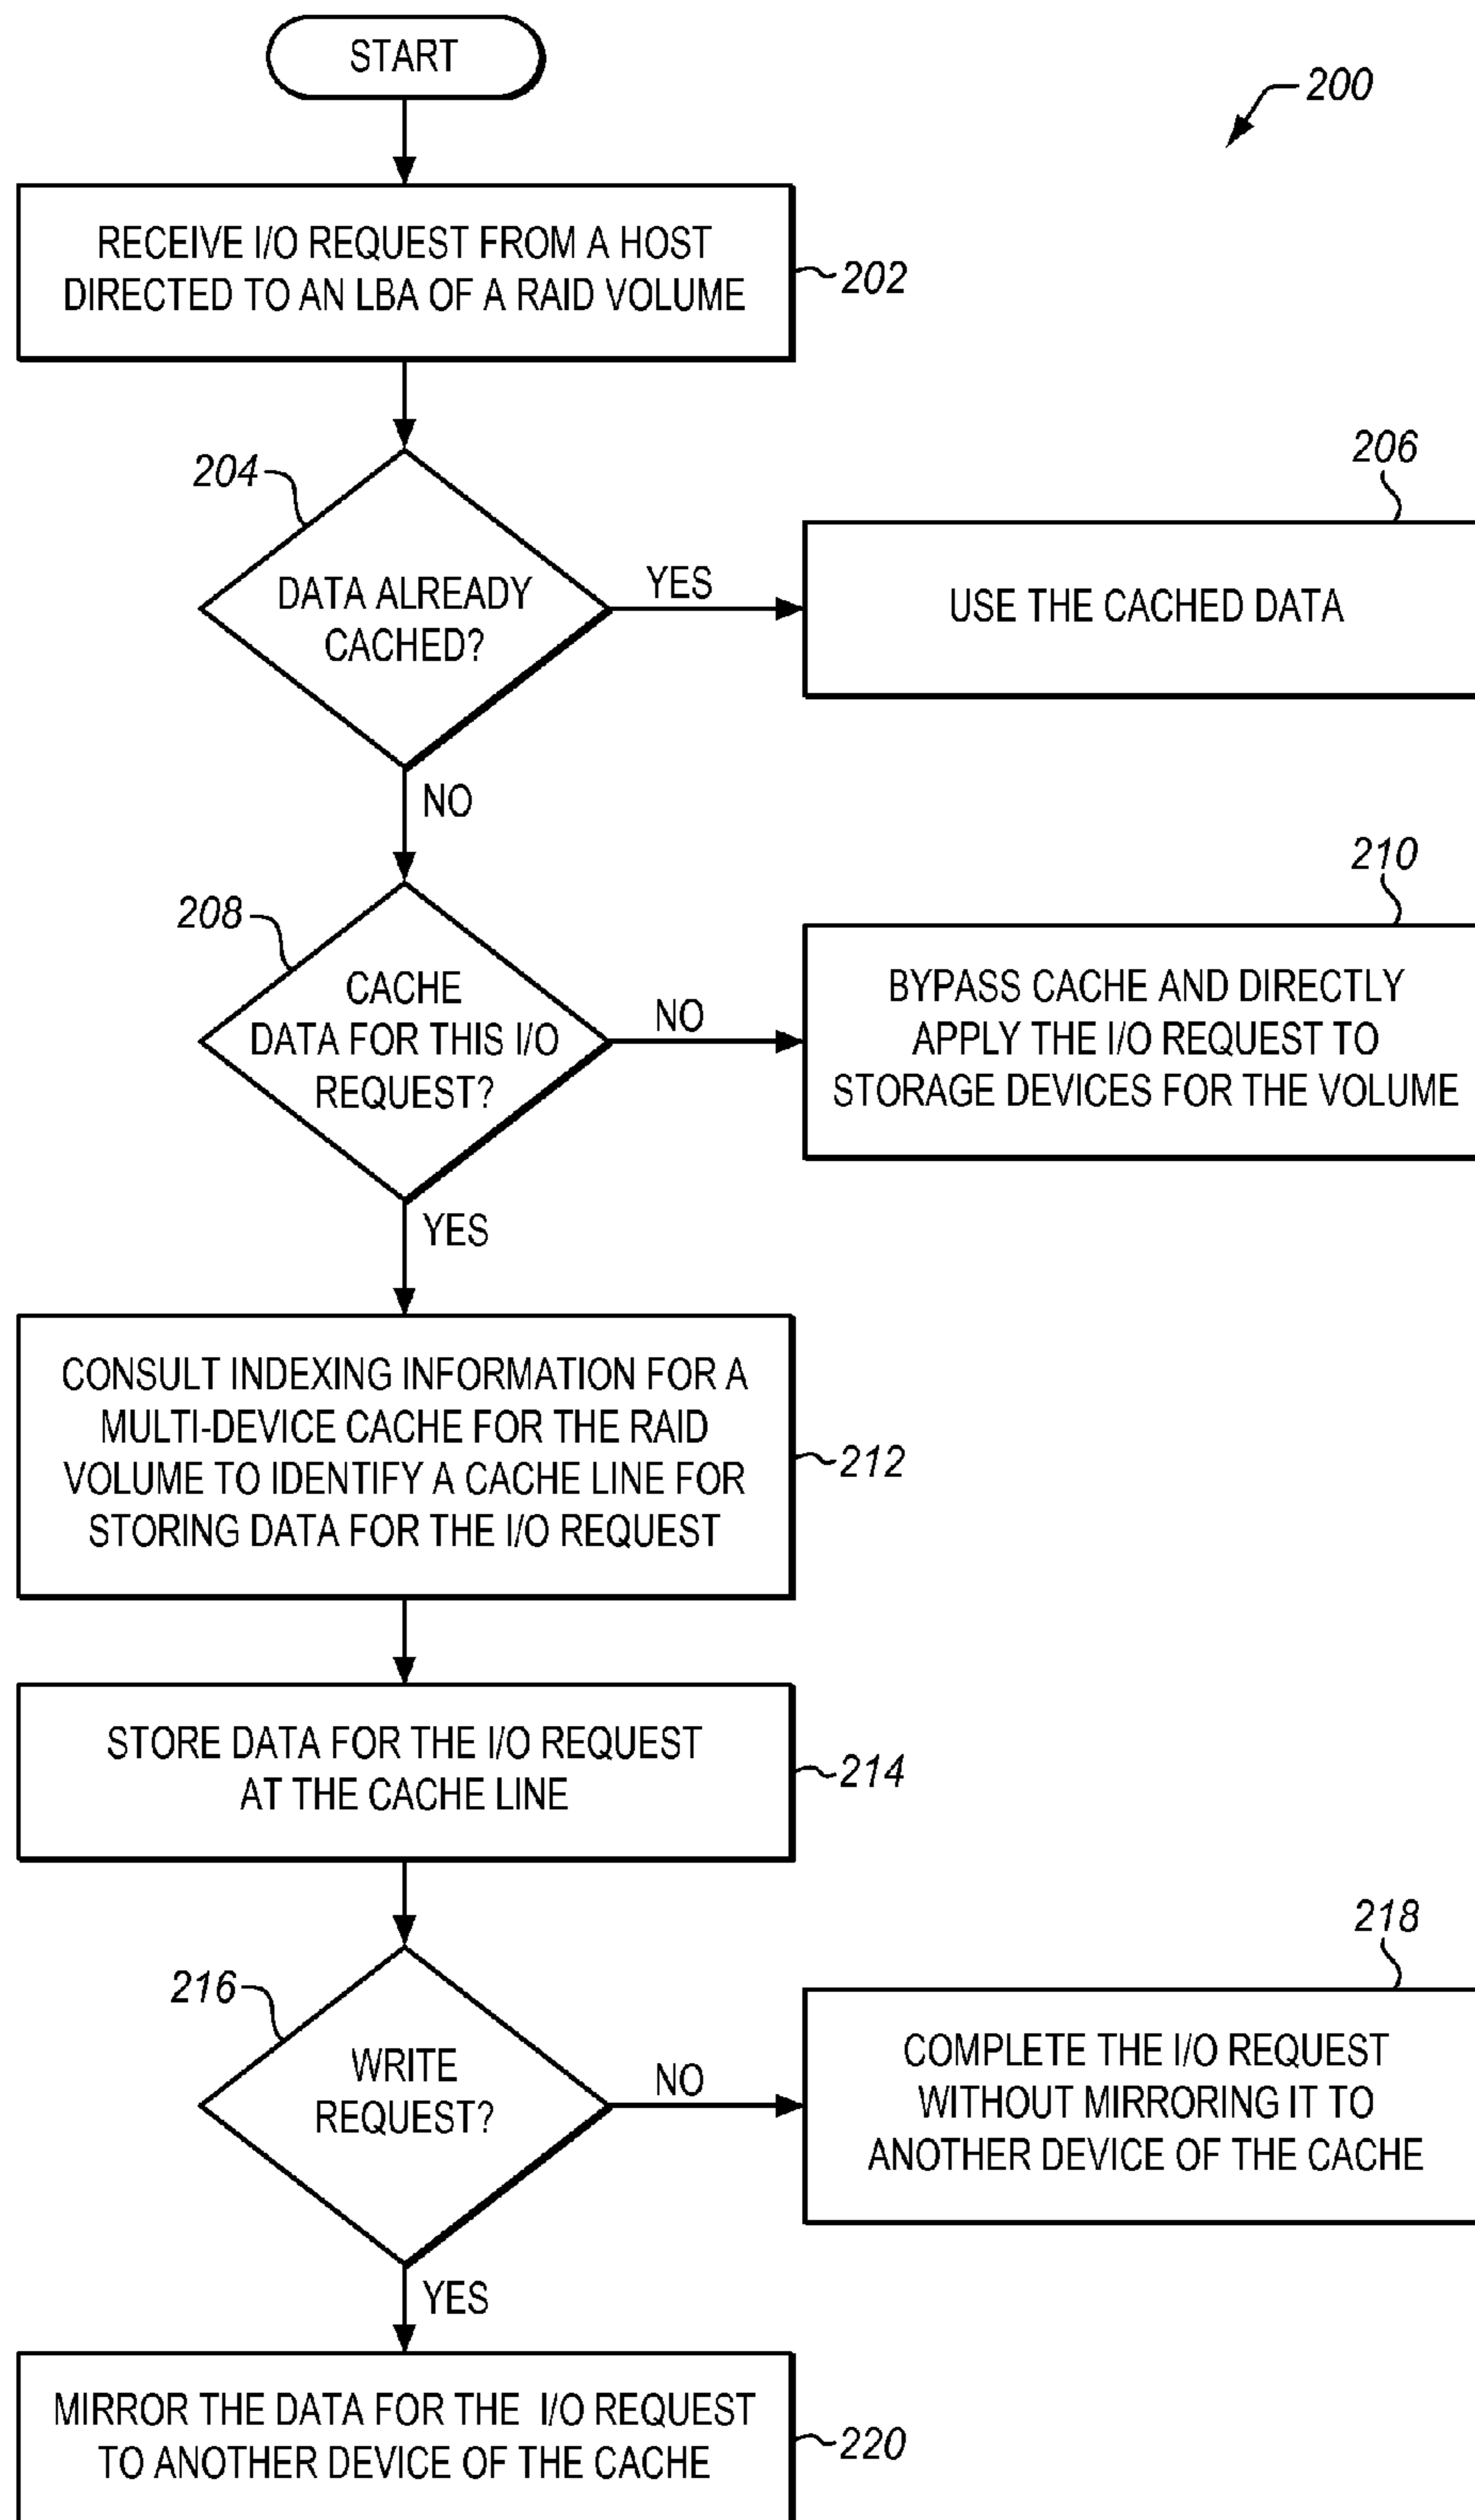 START
200
RECEIVE I/O REQUEST FROM A HOST
DIRECTED TO AN LBA OF A RAID VOLUME
202
204
DATA ALREADY
CACHED?
YES
206
USE THE CACHED DATA
NO
208
CACHE
DATA FOR THIS I/O
REQUEST?
NO
210
BYPASS CACHE AND DIRECTLY
APPLY THE I/O REQUEST TO
STORAGE DEVICES FOR THE VOLUME
YES
CONSULT INDEXING INFORMATION FOR A
MULTI-DEVICE CACHE FOR THE RAID
VOLUME TO IDENTIFY A CACHE LINE FOR
STORING DATA FOR THE I/O REQUEST
212
STORE DATA FOR THE I/O REQUEST
AT THE CACHE LINE
214
216
WRITE
REQUEST?
NO
218
COMPLETE THE I/O REQUEST
WITHOUT MIRRORING IT TO
ANOTHER DEVICE OF THE CACHE
YES
MIRROR THE DATA FOR THE I/O REQUEST
TO ANOTHER DEVICE OF THE CACHE
220